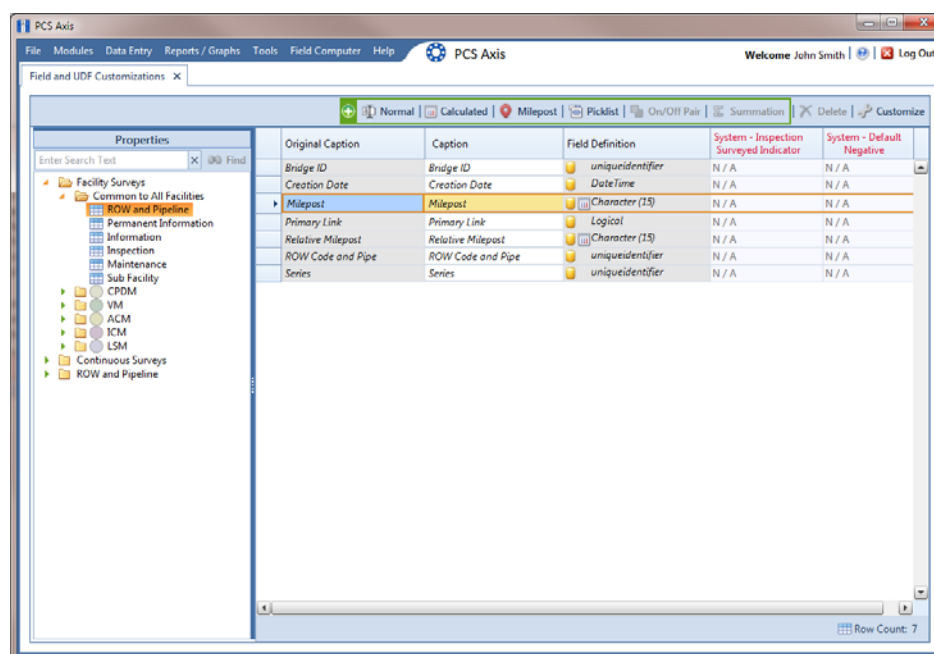 PCS Axis
File Modules Data Entry Reports / Graphs Tools Field Computer Help PCS Axis Welcome John Smith Log Out
Field and UDF Customizations X
Normal Calculated Milepost Picklist On/Off Pair Summation Delete Customize
Properties
Enter Search Text X Find
Facility Surveys
Common to All Facilities
ROW and Pipeline
Permanent Information
Information
Inspection
Maintenance
Sub Facility
CPDM
VM
ACM
ICM
LSM
Continuous Surveys
ROW and Pipeline
Original Caption Caption Field Definition System - Inspection Surveyed Indicator System - Default Negative
Bridge ID Bridge ID uniqueidentifier N / A N / A
Creation Date Creation Date DateTime N / A N / A
Milepost Milepost Character (15) N / A N / A
Primary Link Primary Link Logical N / A N / A
Relative Milepost Relative Milepost Character (15) N / A N / A
ROW Code and Pipe ROW Code and Pipe uniqueidentifier N / A N / A
Series Series uniqueidentifier N / A N / A
Row Count: 7